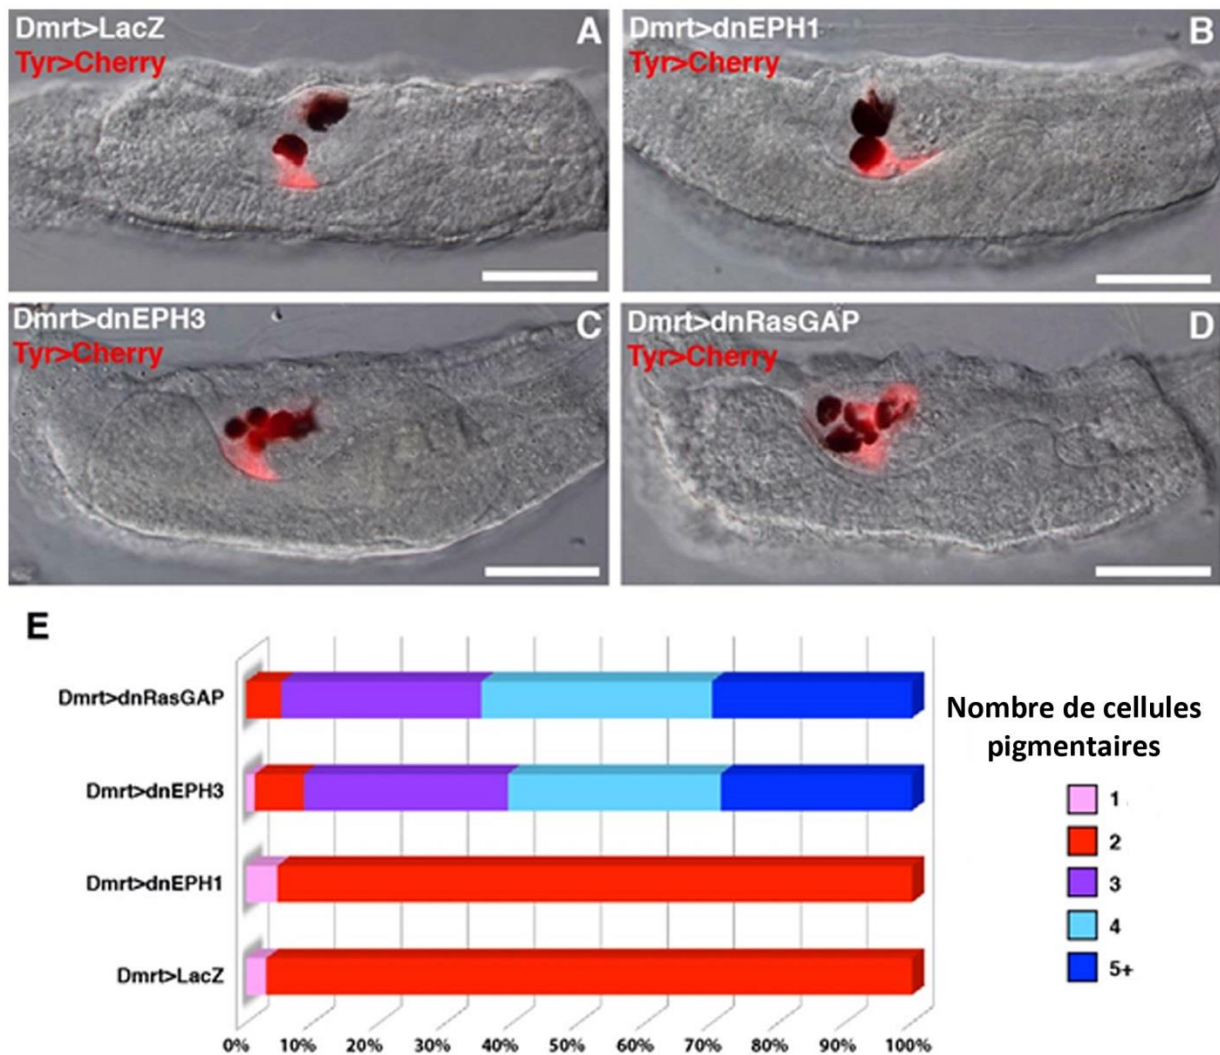 Dmrt>LacZ
A
Tyr>Cherry
Dmrt>dnEPH1
B
Tyr>Cherry
Dmrt>dnEPH3
C
Tyr>Cherry
Dmrt>dnRasGAP
D
Tyr>Cherry
E
Dmrt>dnRasGAP
Dmrt>dnEPH3
Dmrt>dnEPH1
Dmrt>LacZ
0% 10% 20% 30% 40% 50% 60% 70% 80% 90% 100%
Nombre de cellules
pigmentaires
1
2
3
4
5+